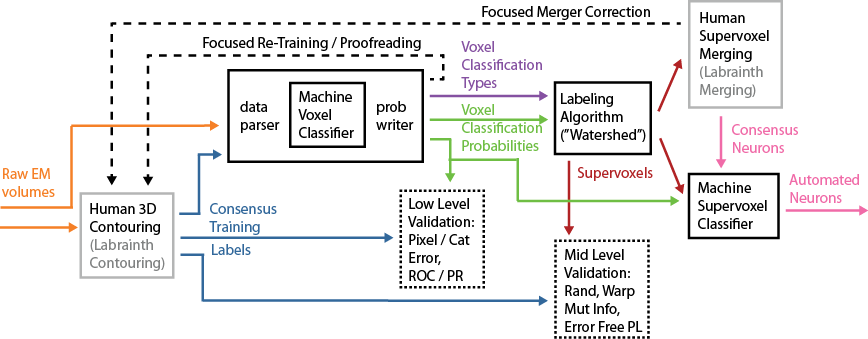 Focused Merger Correction
Human
Supervoxel
Merging
(Labrainth
Merging)
Focused Re-Training / Proofreading
Voxel
Classification
Types
data
parser
Machine
Voxel
Classifier
prob
writer
Voxel
Classification
Probabilities
Labeling
Algorithm
("Watershed")
Consensus
Neurons
Raw EM
volumes
Supervoxels
Human 3D
Contouring
(Labrainth
Contouring)
Consensus
Training
Labels
Low Level
Validation:
Pixel / Cat
Error,
ROC / PR
Machine
Supervoxel
Classifier
Automated
Neurons
Mid Level
Validation:
Rand, Warp
Mut Info,
Error Free PL